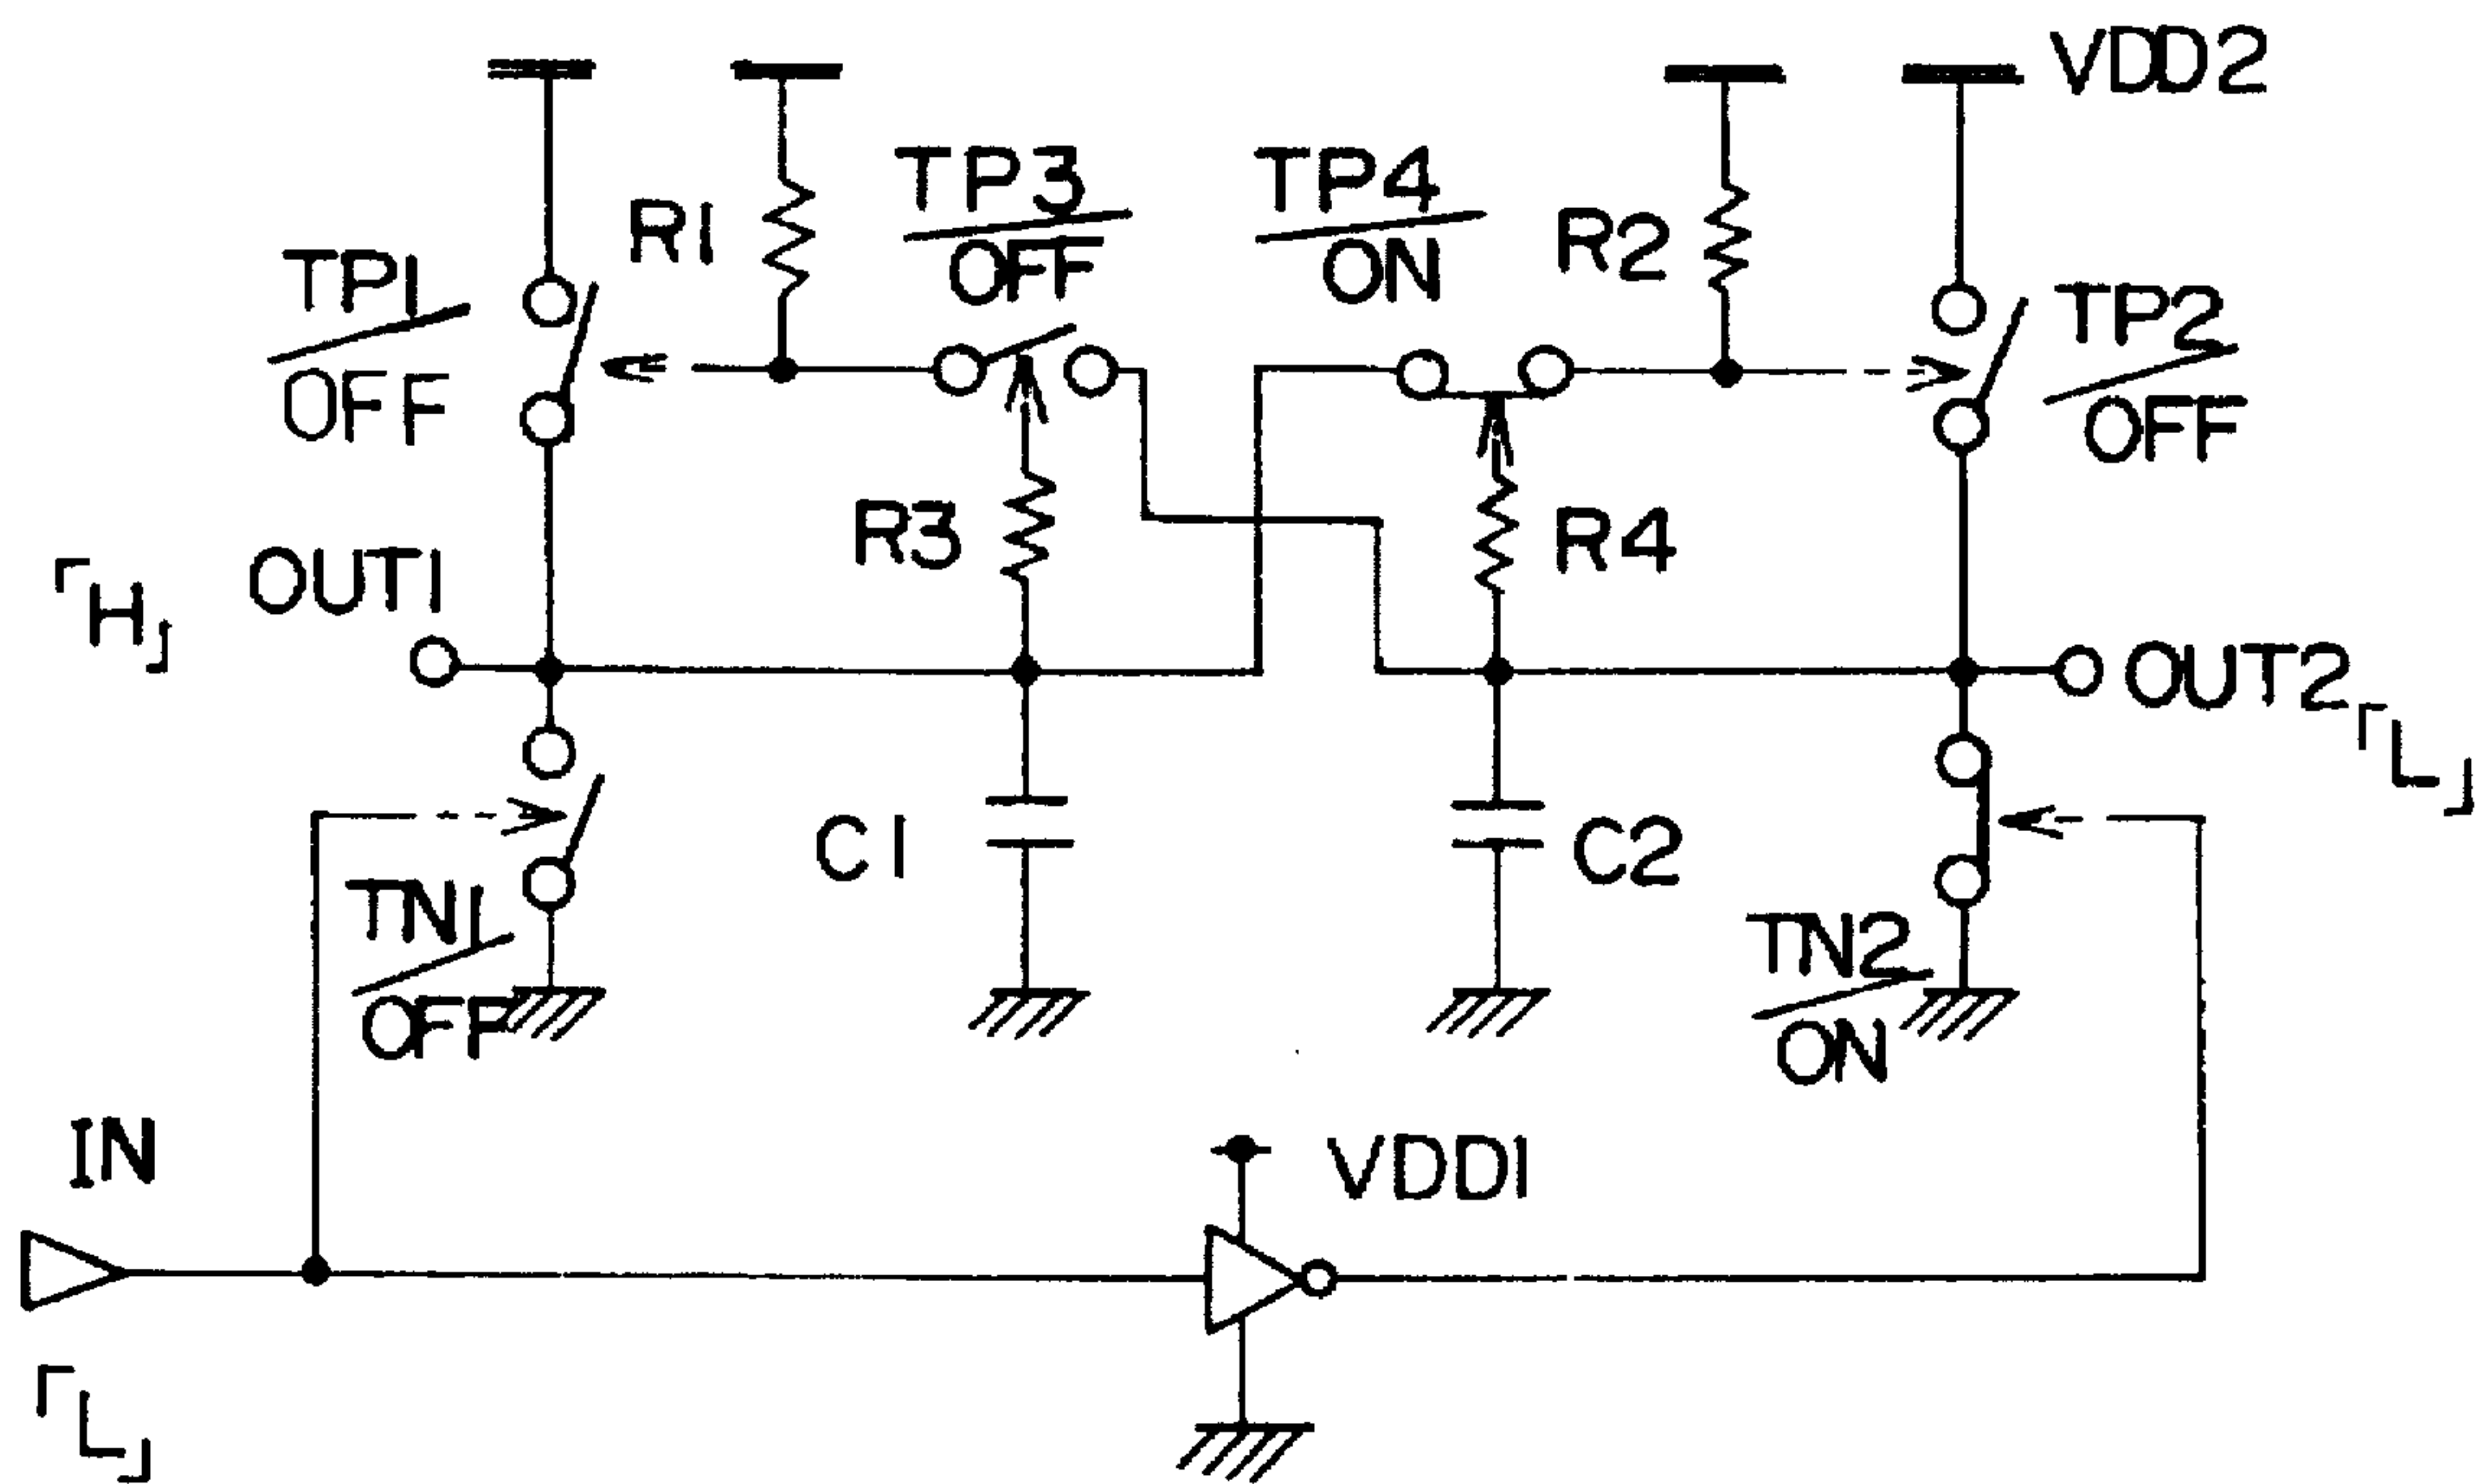 VDD2
TP3
OFF
TP4
ON
R1
R2
TP1
OFF
TP2
OFF
R3
R4
「H」
OUT1
OUT2
「L」
C1
C2
TN1
OFF
TN2
ON
IN
VDD1
「L」